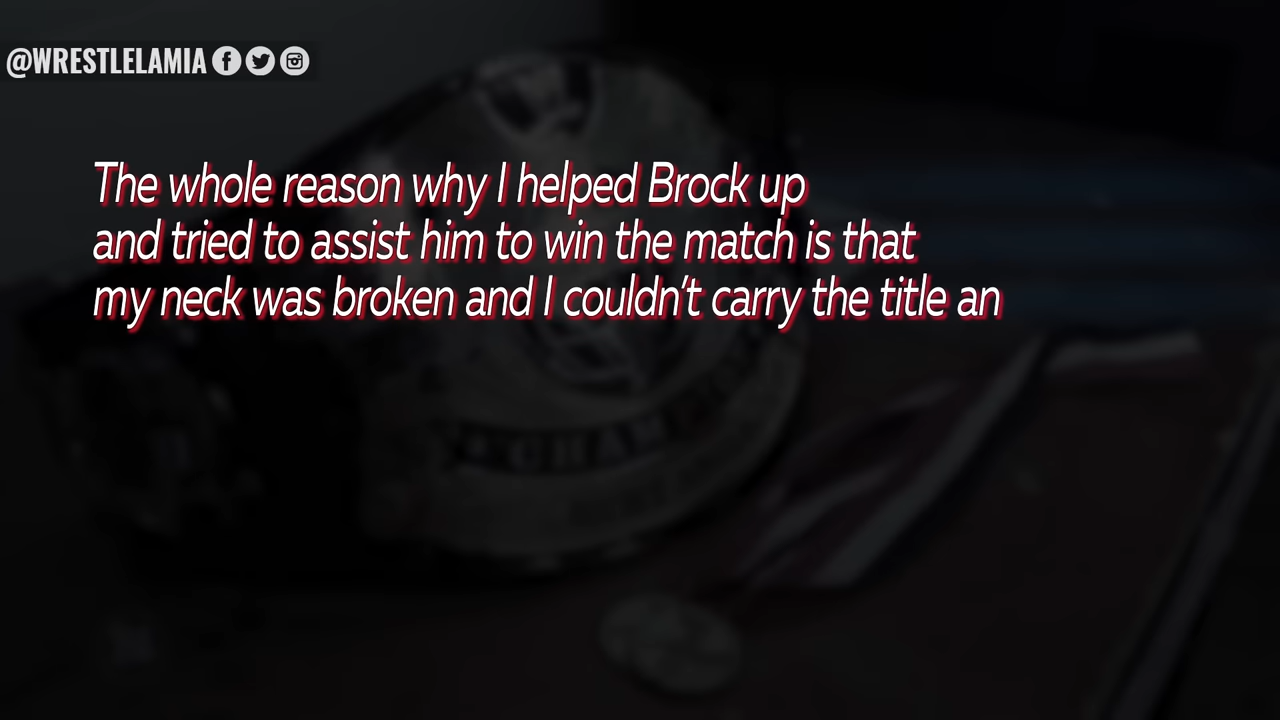 @WRESTLELAMIA
The whole reason why I helped Brock up
and tried to assist him to win the match is that
my neck was broken and I couldn't carry the title an
CHAMPION